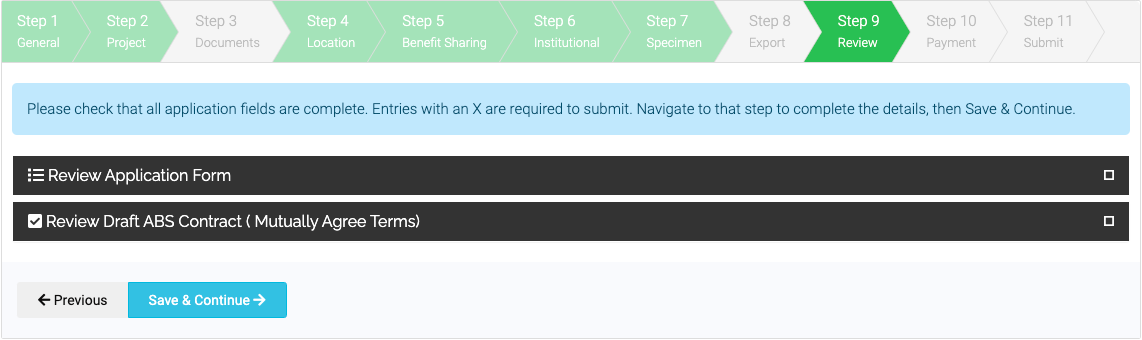 Step 1
General
Step 2
Project
Step 3
Documents
Step 4
Location
Step 5
Benefit Sharing
Step 6
Institutional
Step 7
Specimen
Step 8
Export
Step 9
Review
Step 10
Payment
Step 11
Submit
Please check that all application fields are complete. Entries with an X are required to submit. Navigate to that step to complete the details, then Save & Continue.
Review Application Form
Review Draft ABS Contract ( Mutually Agree Terms)
Previous
Save & Continue